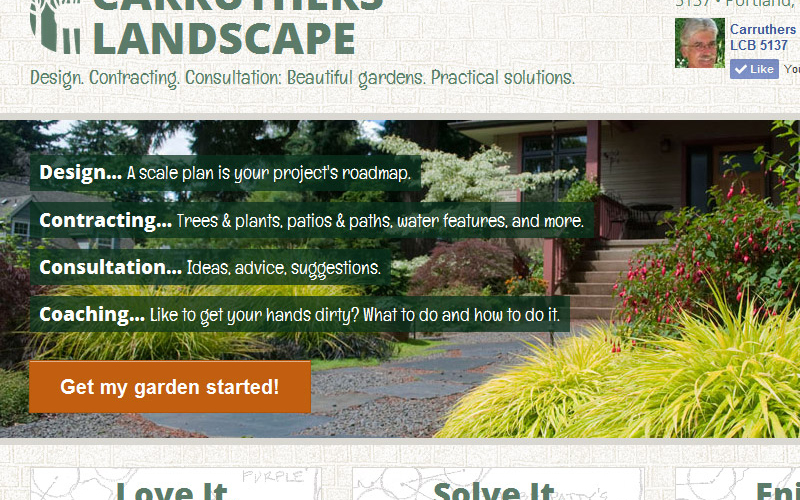 CARRUTHERS
LANDSCAPE
Design. Contracting. Consultation: Beautiful gardens. Practical solutions.
5137 • Portland,
Carruthers
LCB 5137
Like
You
Design... A scale plan is your project's roadmap.
Contracting... Trees & plants, patios & paths, water features, and more.
Consultation... Ideas, advice, suggestions.
Coaching... Like to get your hands dirty? What to do and how to do it.
Get my garden started!
PURPLE
PATTY'S
Love It
Solve It